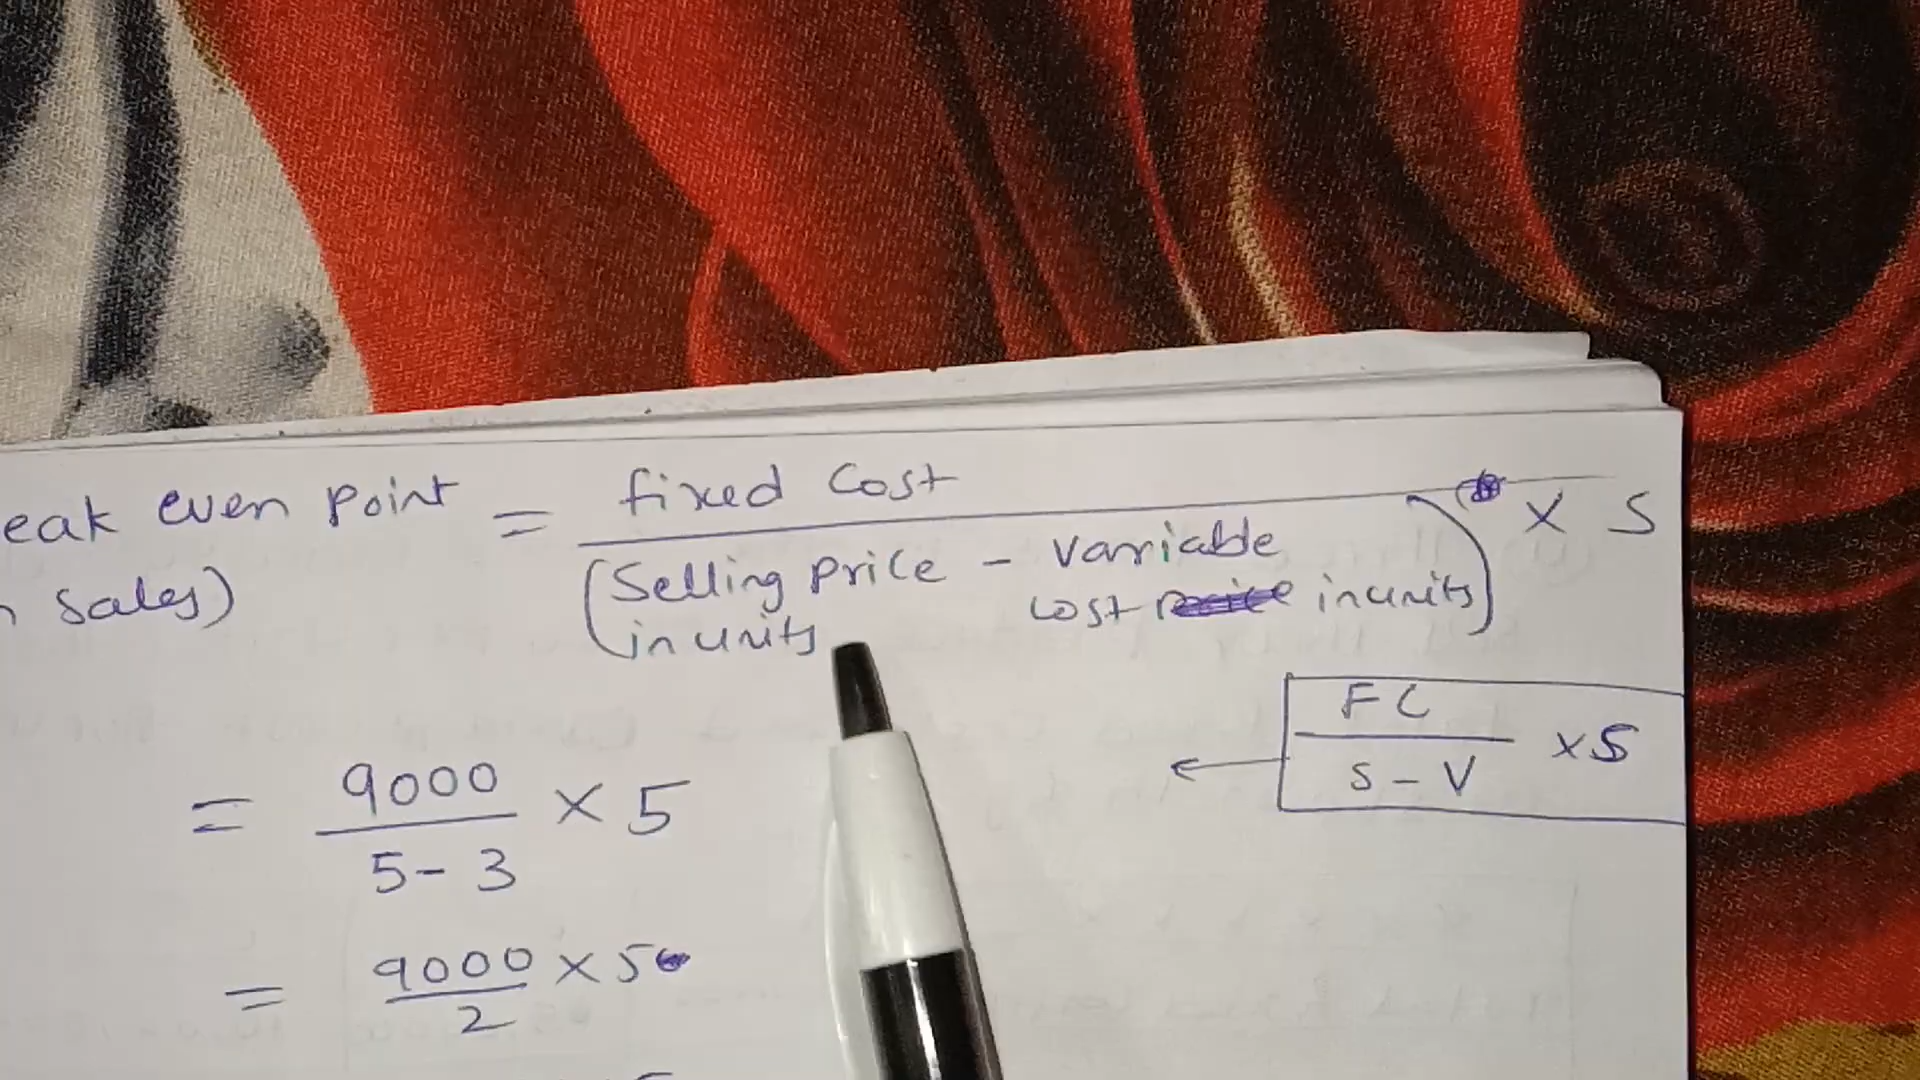 eak even point = fixed Cost × S
(Selling price - variable
in units cost in units)
sales)
FC
S - V × S
= 9000
5 - 3 × 5
= 9000
2 × 5